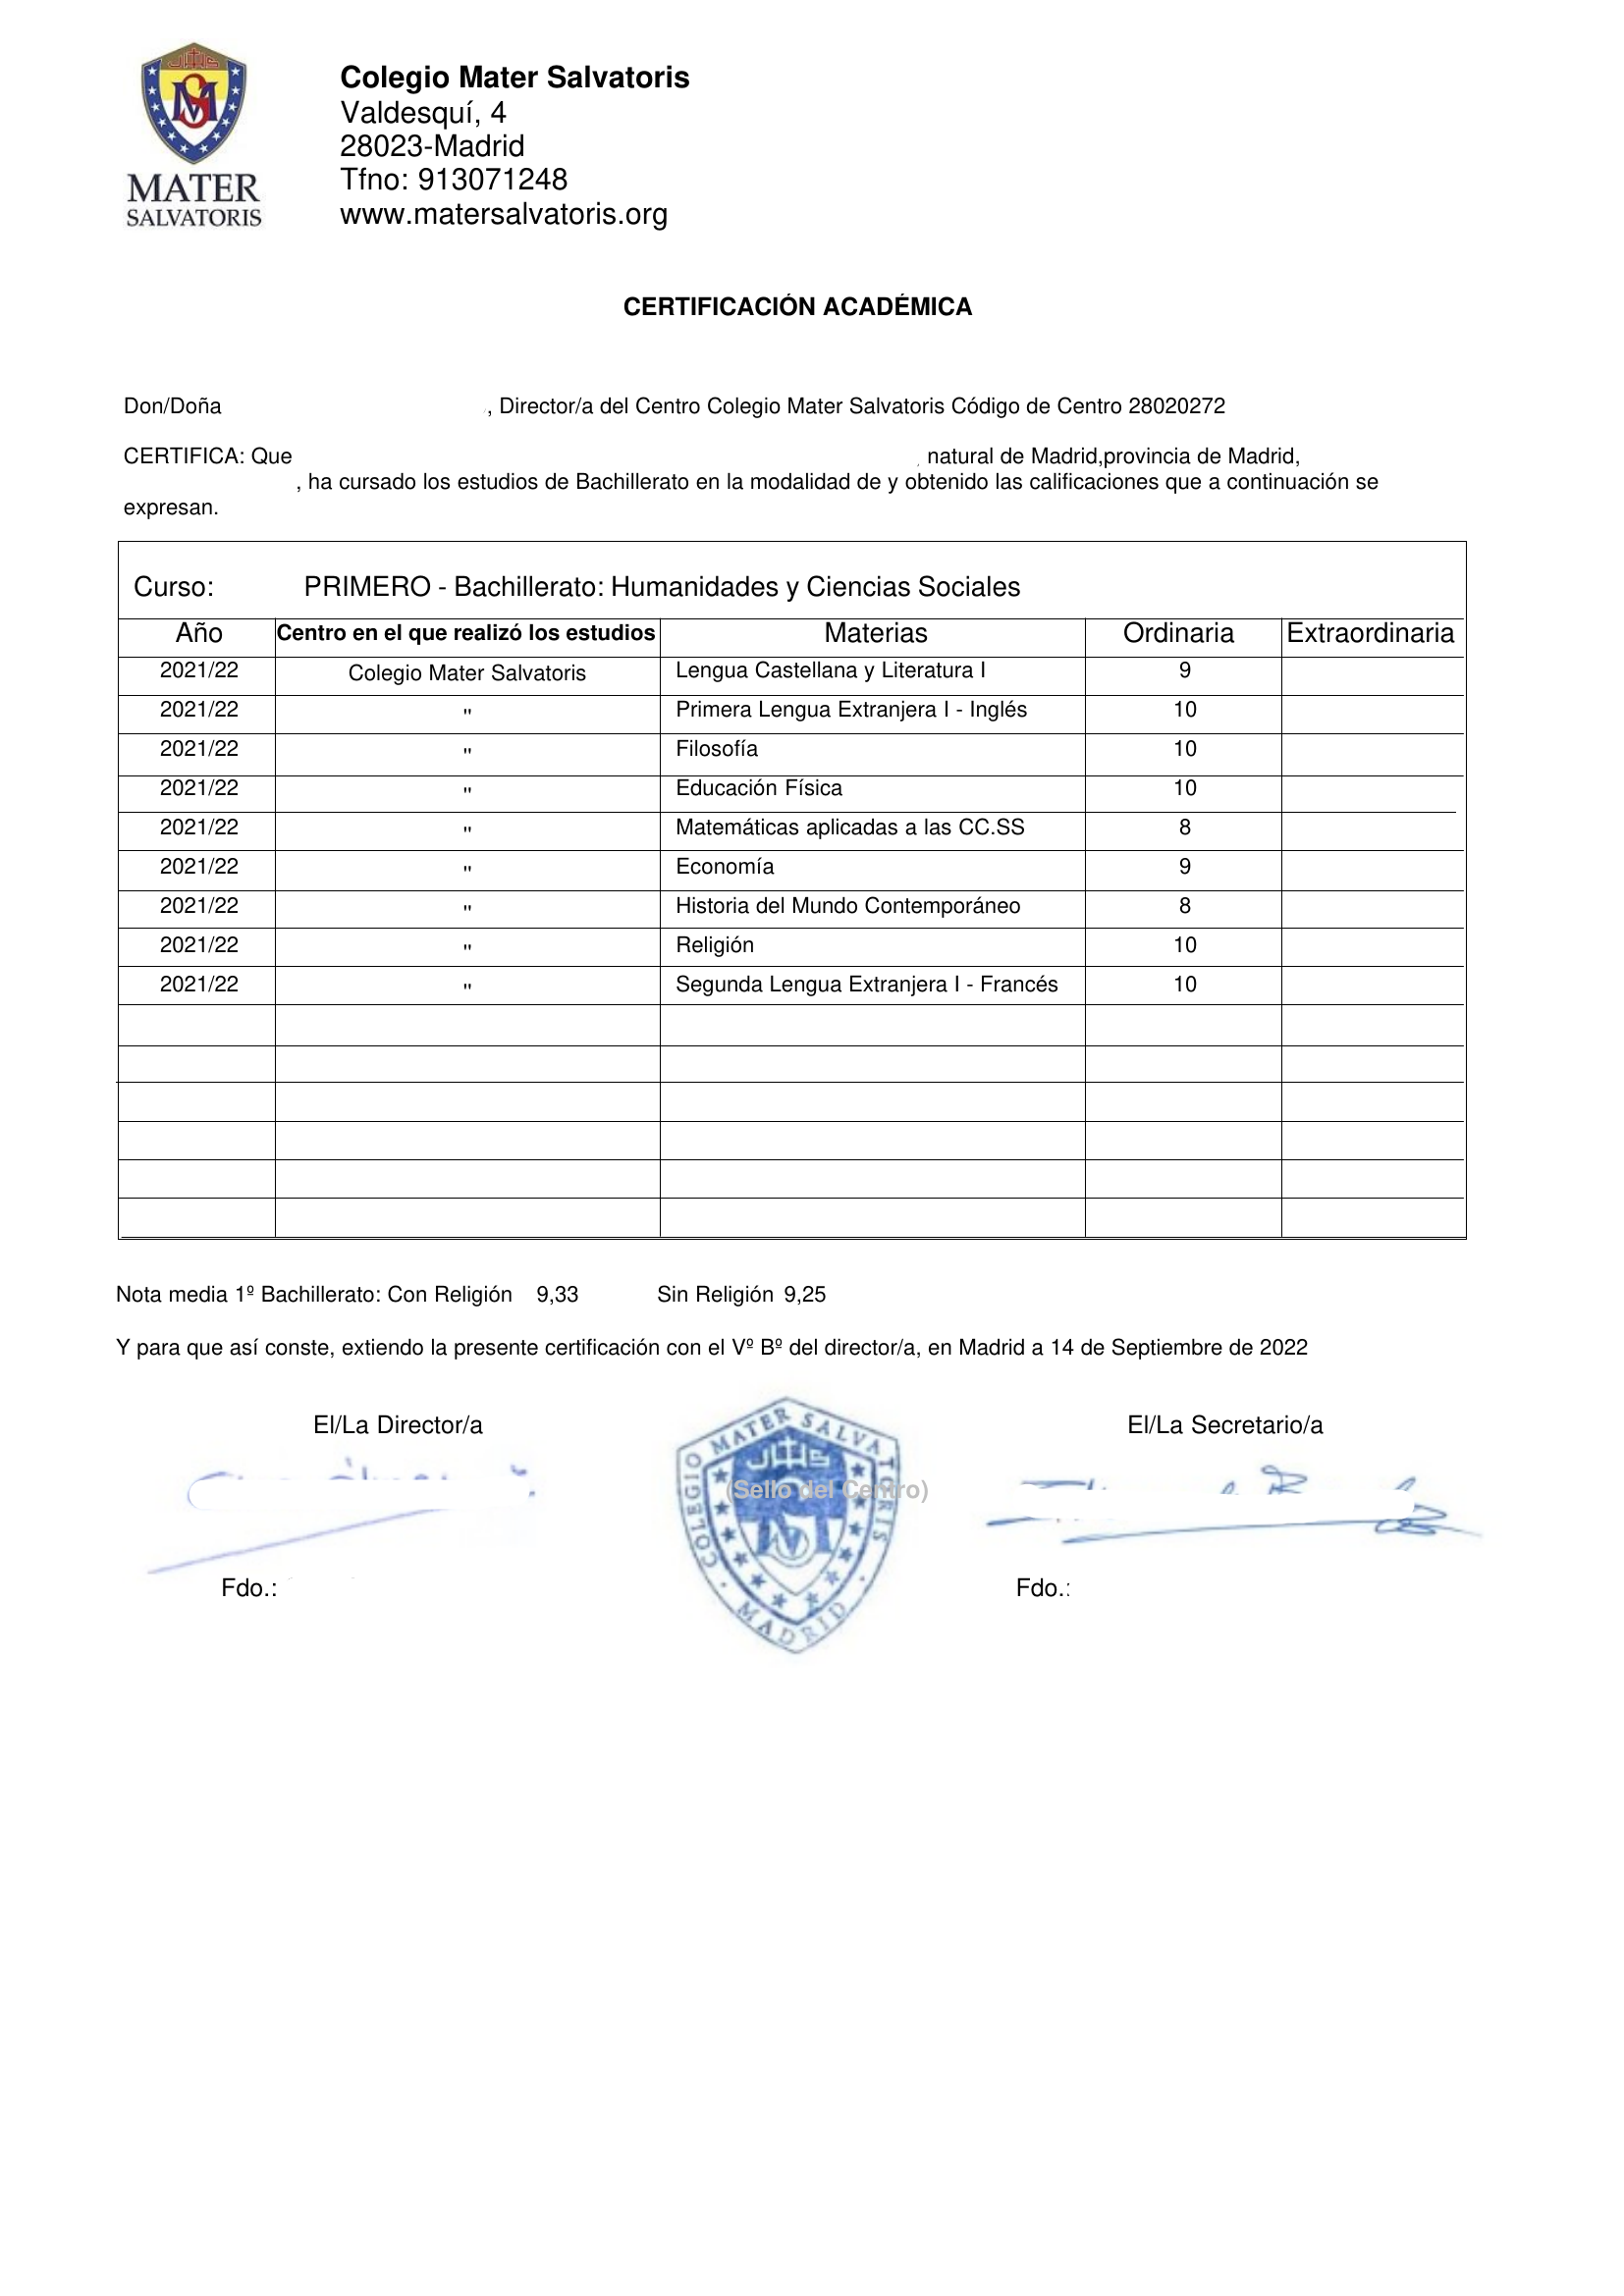 MATER
SALVATORIS
Colegio Mater Salvatoris
Valdesquí, 4
28023-Madrid
Tfno: 913071248
www.matersalvatoris.org
CERTIFICACIÓN ACADÉMICA
Don/Doña , Director/a del Centro Colegio Mater Salvatoris Código de Centro 28020272
CERTIFICA: Que , natural de Madrid,provincia de Madrid,
, ha cursado los estudios de Bachillerato en la modalidad de y obtenido las calificaciones que a continuación se
expresan.
Curso: PRIMERO - Bachillerato: Humanidades y Ciencias Sociales
Año Centro en el que realizó los estudios Materias Ordinaria Extraordinaria
2021/22 Colegio Mater Salvatoris Lengua Castellana y Literatura I 9
2021/22 " Primera Lengua Extranjera I - Inglés 10
2021/22 " Filosofía 10
2021/22 " Educación Física 10
2021/22 " Matemáticas aplicadas a las CC.SS 8
2021/22 " Economía 9
2021/22 " Historia del Mundo Contemporáneo 8
2021/22 " Religión 10
2021/22 " Segunda Lengua Extranjera I - Francés 10
Nota media 1º Bachillerato: Con Religión 9,33 Sin Religión 9,25
Y para que así conste, extiendo la presente certificación con el Vº Bº del director/a, en Madrid a 14 de Septiembre de 2022
El/La Director/a El/La Secretario/a
COLEGIO MATER SALVATORIS · MADRID ·
(Sello del Centro)
Fdo.: Fdo.: